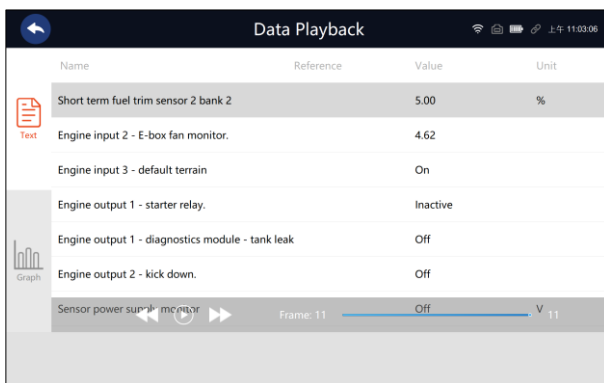 Data Playback
上午 11:03:06
Name Reference Value Unit
Short term fuel trim sensor 2 bank 2 5.00 %
Text
Engine input 2 - E-box fan monitor. 4.62
Engine input 3 - default terrain On
Engine output 1 - starter relay. Inactive
Engine output 1 - diagnostics module - tank leak Off
Graph
Engine output 2 - kick down. Off
Sensor power supply monitor Off V
Frame: 11 11